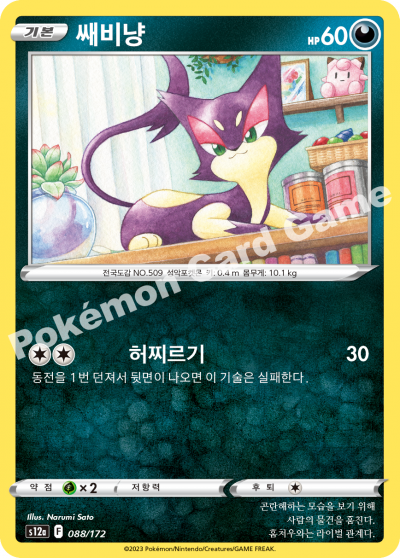 기본 쌔비냥 HP 60
전국도감 NO.509 성악포켓몬 키: 0.4 m 몸무게: 10.1 kg
Pokémon Card Game
허찌르기 30
동전을 1번 던져서 뒷면이 나오면 이 기술은 실패한다.
약점 ×2 저항력 후퇴
Illus. Narumi Sato
s12a F 088/172
곤란해하는 모습을 보기 위해
사람의 물건을 훔친다.
훔처우와는 라이벌 관계다.
©2023 Pokémon/Nintendo/Creatures/GAME FREAK.